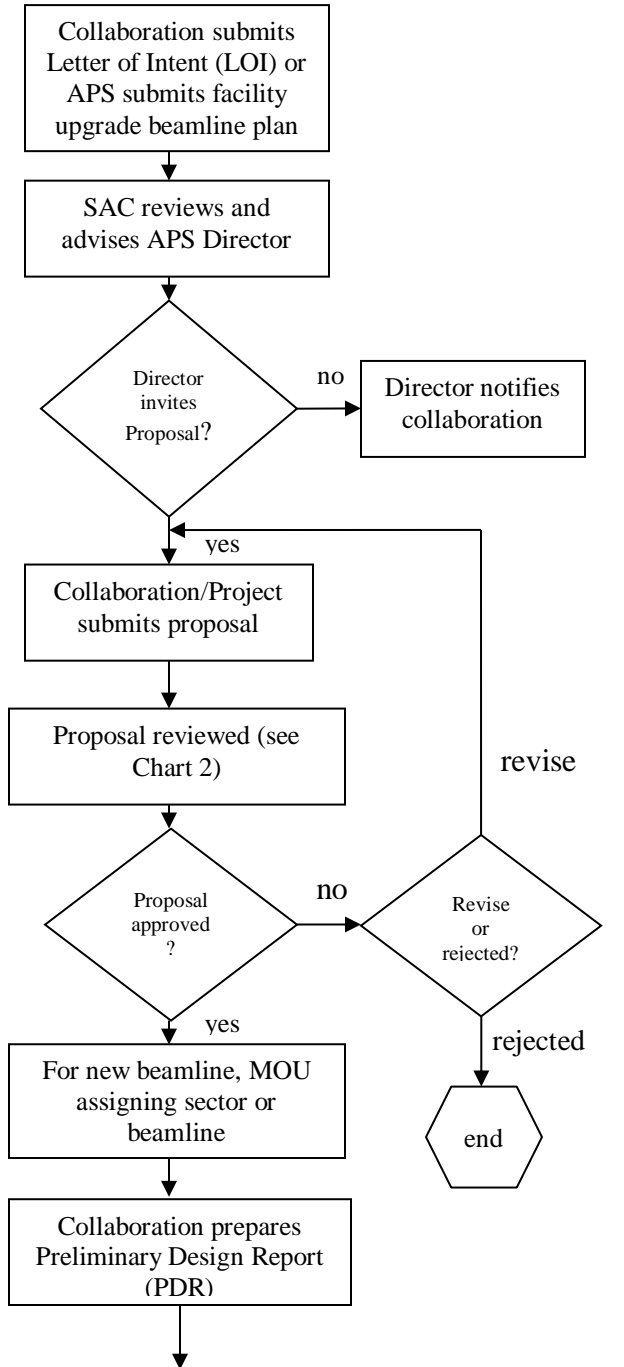 Collaboration submits
Letter of Intent (LOI) or
APS submits facility
upgrade beamline plan
SAC reviews and
advises APS Director
Director
invites
Proposal?
no
Director notifies
collaboration
yes
Collaboration/Project
submits proposal
Proposal reviewed (see
Chart 2)
revise
Proposal
approved
?
no
Revise
or
rejected?
yes
rejected
For new beamline, MOU
assigning sector or
beamline
end
Collaboration prepares
Preliminary Design Report
(PDR)